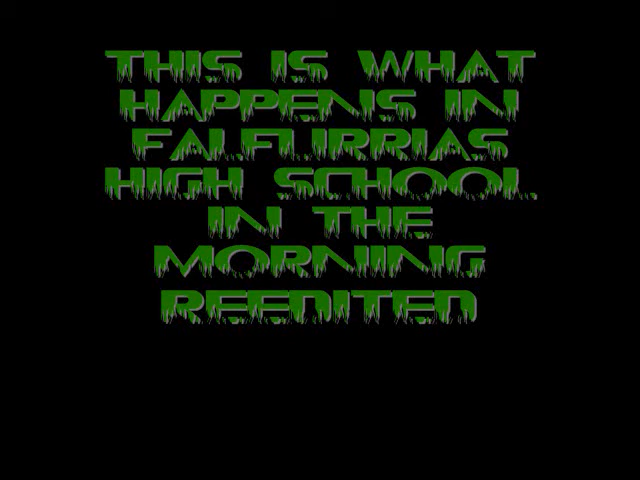 THIS IS WHAT
HAPPENS IN
FALFURRIAS
HIGH SCHOOL
IN THE
MORNING
REEDITED